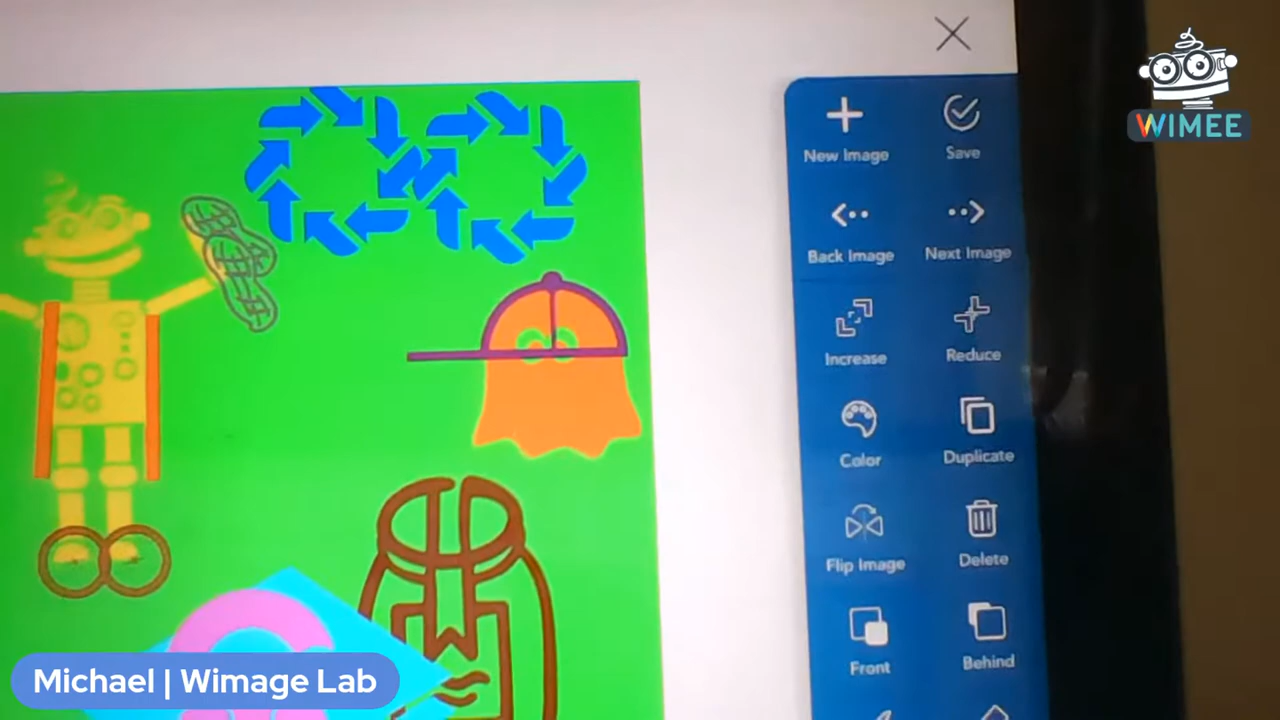 WIMEE
New Image
Save
Back Image
Next Image
Increase
Reduce
Color
Duplicate
Flip Image
Delete
Front
Behind
Michael | Wimage Lab